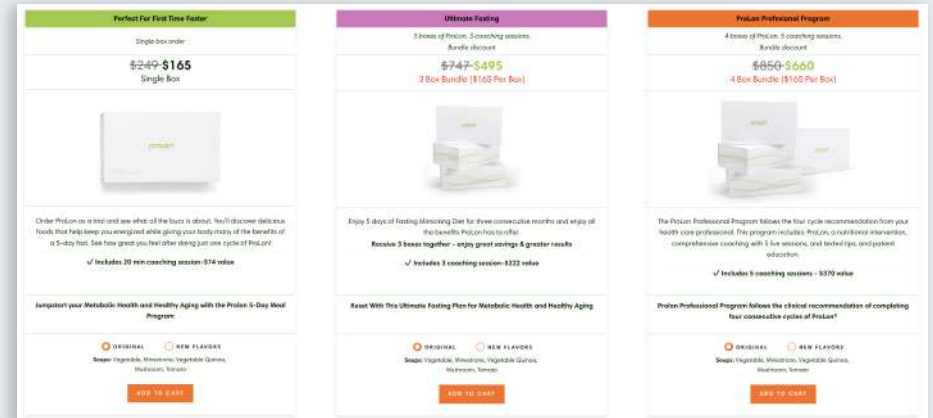 Perfect For First Time Faster
Single box order
$249 $165
Single Box
prolon
Order ProLon as a trial and see what all the buzz is about. You'll discover delicious
foods that help keep you energized while giving your body many of the benefits of
a 5-day fast. See how great you feel after doing just one cycle of ProLon!
✓ Includes 20 min coaching session-$74 value
Jumpstart your Metabolic Health and Healthy Aging with the Prolon 5-Day Meal
Program
ORIGINAL NEW FLAVORS
Soups: Vegetable, Minestrone, Vegetable Quinoa,
Mushroom, Tomato
ADD TO CART
Ultimate Fasting
3 boxes of ProLon, 3 coaching sessions,
Bundle discount
$747 $495
3 Box Bundle ($165 Per Box)
Enjoy 5 days of Fasting Mimicking Diet for three consecutive months and enjoy all
the benefits ProLon has to offer.
Receive 3 boxes together - enjoy great savings & greater results
✓ Includes 3 coaching session-$222 value
Reset With This Ultimate Fasting Plan for Metabolic Health and Healthy Aging
ORIGINAL NEW FLAVORS
Soups: Vegetable, Minestrone, Vegetable Quinoa,
Mushroom, Tomato
ADD TO CART
ProLon Profesional Program
4 boxes of ProLon, 5 coaching sessions,
Bundle discount
$850 $660
4 Box Bundle ($165 Per Box)
The ProLon Professional Program follows the four cycle recommendation from your
health care professional. This program includes: ProLon, a nutritional intervention,
comprehensive coaching with 5 live sessions, and texted tips, and patient
education.
✓ Includes 5 coaching sessions - $370 value
Prolon Professional Program follows the clinical recommendation of completing
four consecutive cycles of ProLon*
ORIGINAL NEW FLAVORS
Soups: Vegetable, Minestrone, Vegetable Quinoa,
Mushroom, Tomato
ADD TO CART